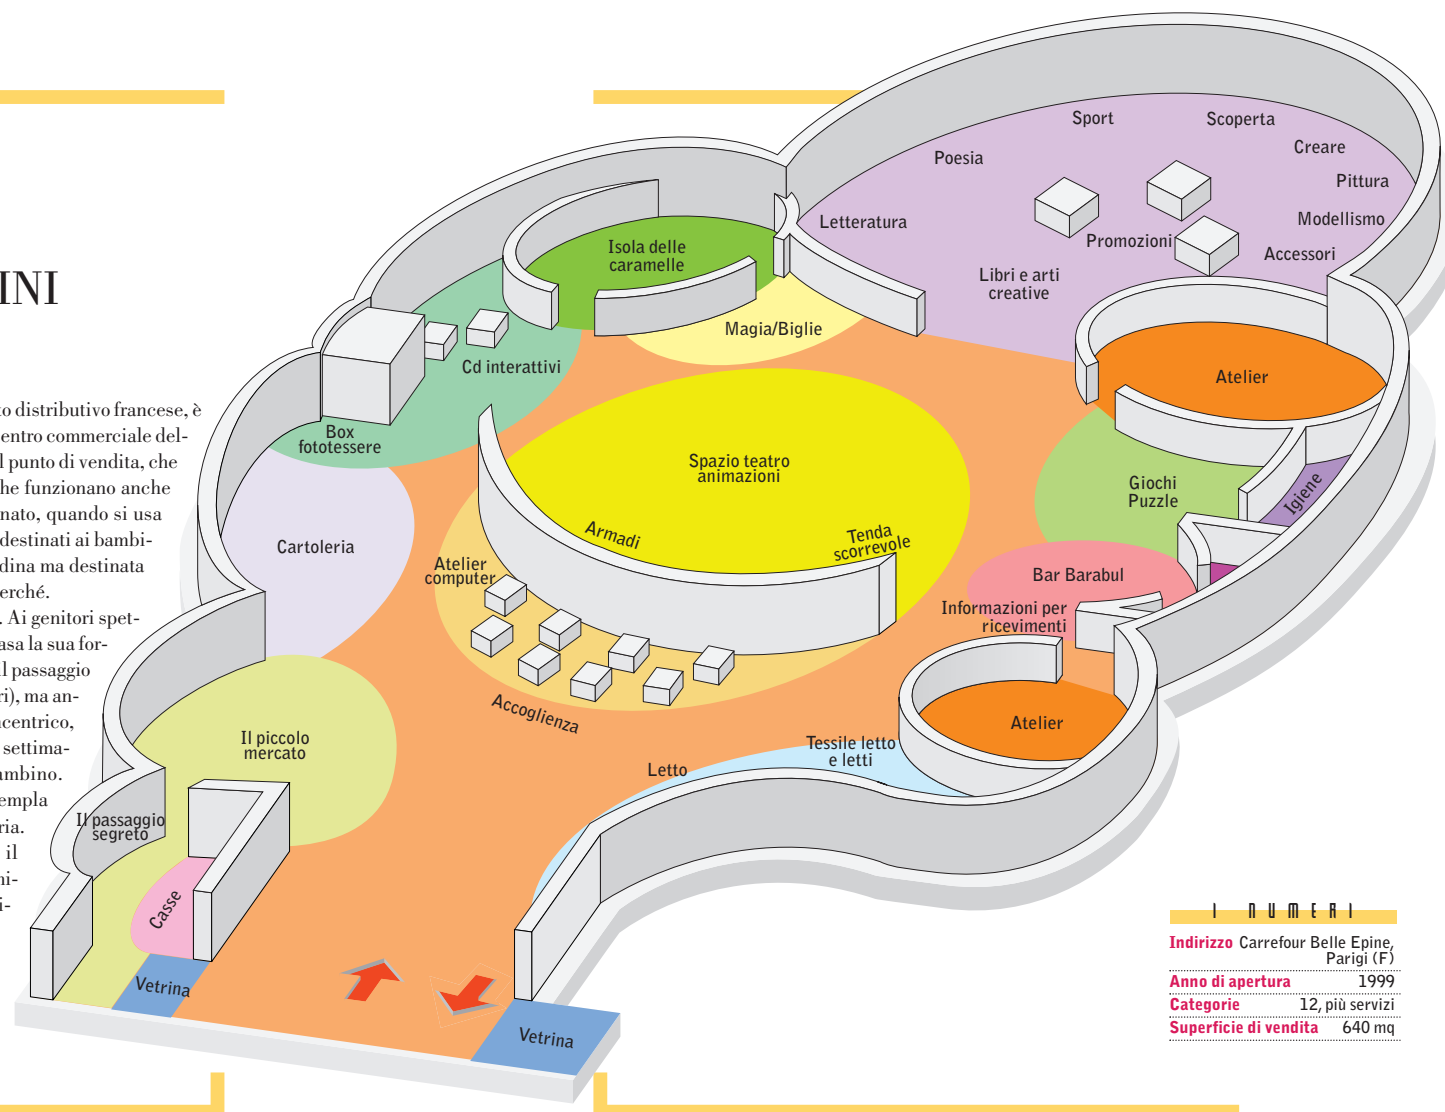 INI
to distributivo francese, è
entro commerciale del-
l punto di vendita, che
he funzionano anche
nato, quando si usa
destinati ai bambi-
dina ma destinata
erché.
. Ai genitori spet-
asa la sua for-
il passaggio
ri), ma an-
centrico,
settima-
ambino.
empla
ria.
il
ni-
i-
Sport
Scoperta
Creare
Poesia
Pittura
Letteratura
Modellismo
Promozioni
Accessori
Libri e arti
creative
Isola delle
caramelle
Magia/Biglie
Cd interattivi
Atelier
Box
fototessere
Spazio teatro
animazioni
Giochi
Puzzle
Igiene
Armadi
Tenda
scorrevole
Cartoleria
Atelier
computer
Bar Barabul
Informazioni per
ricevimenti
Accoglienza
Atelier
Il piccolo
mercato
Tessile letto
e letti
Letto
Il passaggio
segreto
Casse
Vetrina
Vetrina
I NUMERI
Indirizzo Carrefour Belle Epine,
Parigi (F)
Anno di apertura 1999
Categorie 12, più servizi
Superficie di vendita 640 mq